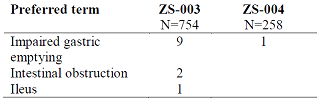 Preferred term ZS-003 ZS-004
N=754 N=258
Impaired gastric 9 1
emptying
Intestinal obstruction 2
Ileus 1